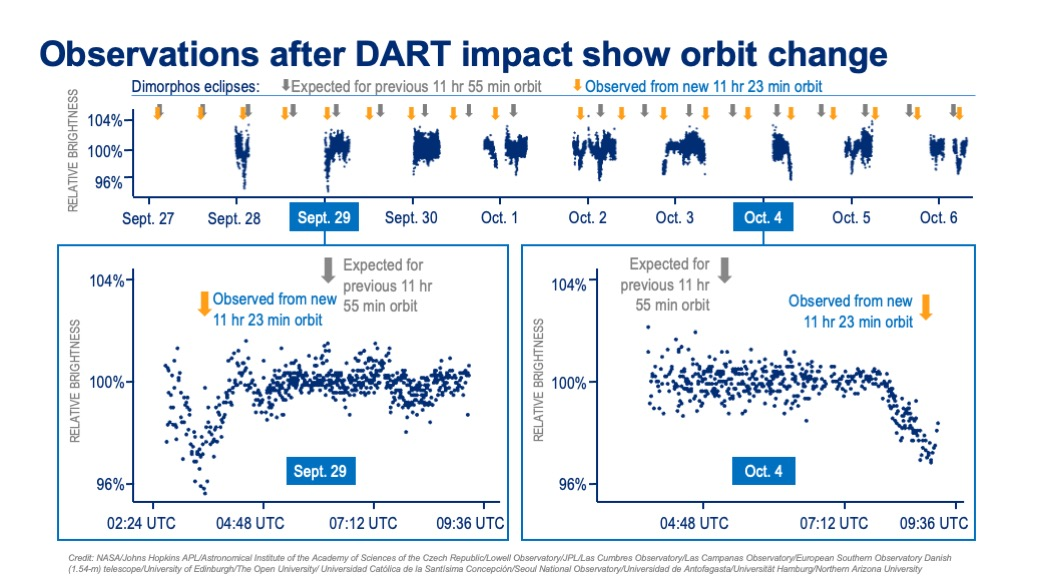 Observations after DART impact show orbit change
Dimorphos eclipses:
Expected for previous 11 hr 55 min orbit
Observed from new 11 hr 23 min orbit
RELATIVE BRIGHTNESS
104%
100%
96%
Sept. 27
Sept. 28
Sept. 29
Sept. 30
Oct. 1
Oct. 2
Oct. 3
Oct. 4
Oct. 5
Oct. 6
RELATIVE BRIGHTNESS
104%
100%
96%
Expected for
previous 11 hr
55 min orbit
Observed from new
11 hr 23 min orbit
Sept. 29
02:24 UTC
04:48 UTC
07:12 UTC
09:36 UTC
RELATIVE BRIGHTNESS
104%
100%
96%
Expected for
previous 11 hr
55 min orbit
Observed from new
11 hr 23 min orbit
Oct. 4
04:48 UTC
07:12 UTC
09:36 UTC
Credit: NASA/Johns Hopkins APL/Astronomical Institute of the Academy of Sciences of the Czech Republic/Lowell Observatory/JPL/Las Cumbres Observatory/Las Campanas Observatory/European Southern Observatory Danish
(1.54-m) telescope/University of Edinburgh/The Open University/ Universidad Católica de la Santísima Concepción/Seoul National Observatory/Universidad de Antofagasta/Universität Hamburg/Northern Arizona University